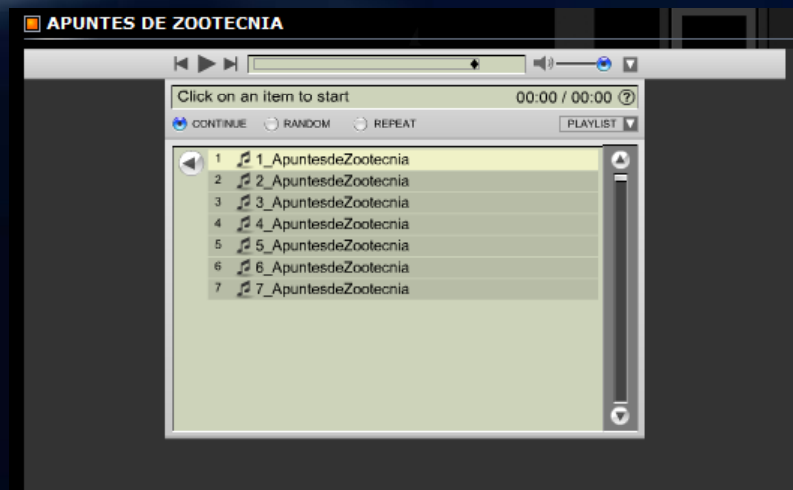 APUNTES DE ZOOTECNIA
Click on an item to start 00:00 / 00:00 ?
CONTINUE RANDOM REPEAT PLAYLIST
1 1_ApuntesdeZootecnia
2 2_ApuntesdeZootecnia
3 3_ApuntesdeZootecnia
4 4_ApuntesdeZootecnia
5 5_ApuntesdeZootecnia
6 6_ApuntesdeZootecnia
7 7_ApuntesdeZootecnia